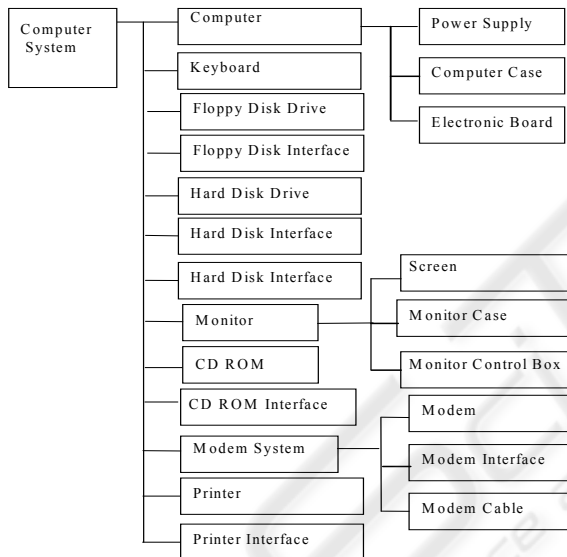 Computer
System
Computer
Keyboard
Floppy Disk Drive
Floppy Disk Interface
Hard Disk Drive
Hard Disk Interface
Hard Disk Interface
Monitor
CD ROM
CD ROM Interface
Modem System
Printer
Printer Interface
Power Supply
Computer Case
Electronic Board
Screen
Monitor Case
Monitor Control Box
Modem
Modem Interface
Modem Cable